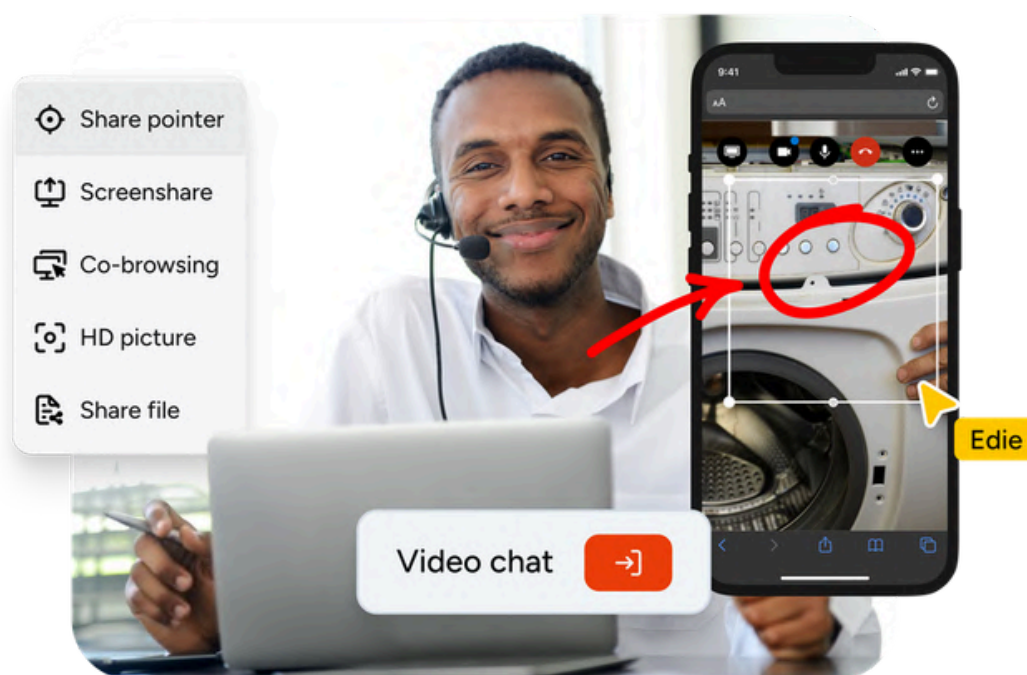 Share pointer
Screenshare
Co-browsing
HD picture
Share file
9:41
AA
Edie
Video chat